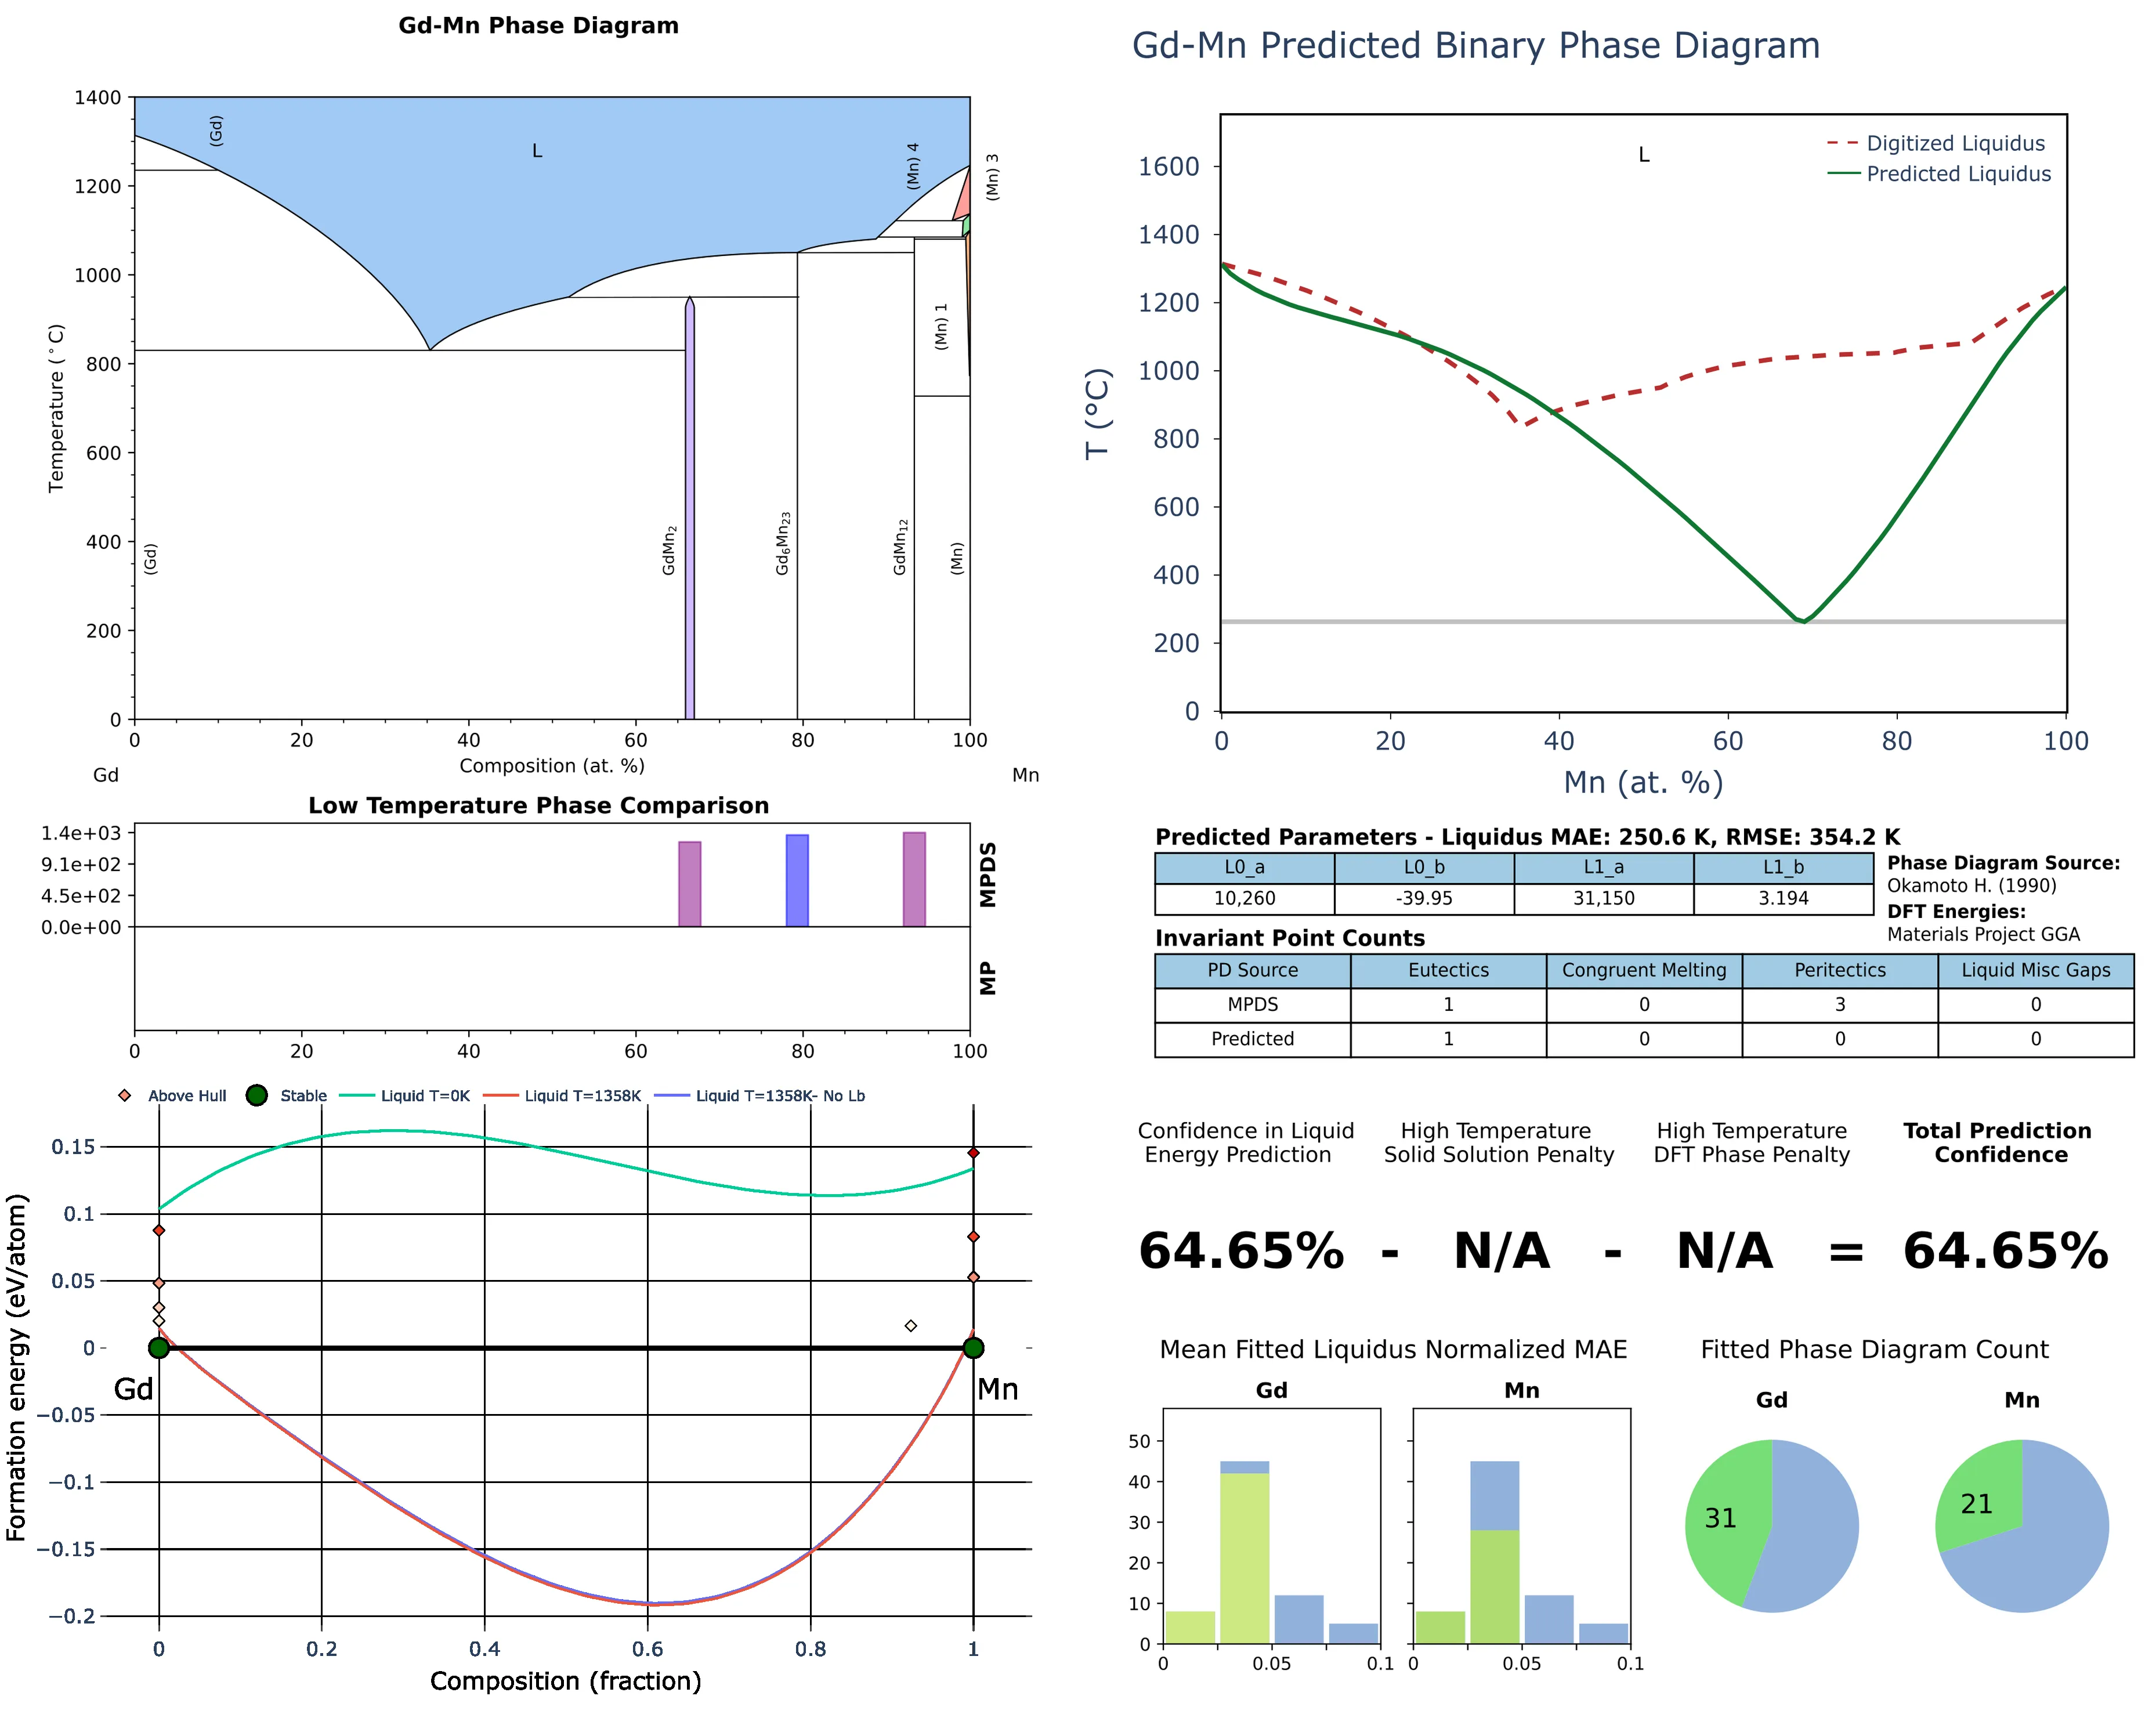 Gd-Mn Phase Diagram
1400
1200
1000
800
600
400
200
0
Temperature (°C)
(Gd)
L
(Mn) 4
(Mn) 3
(Mn) 1
(Gd)
GdMn2
Gd6Mn23
GdMn12
(Mn)
0 20 40 60 80 100
Gd Composition (at. %) Mn
Low Temperature Phase Comparison
1.4e+03
9.1e+02
4.5e+02
0.0e+00
MPDS
MP
0 20 40 60 80 100
Above Hull Stable Liquid T=0K Liquid T=1358K Liquid T=1358K- No Lb
0.15
0.1
0.05
0
−0.05
−0.1
−0.15
−0.2
Formation energy (eV/atom)
Gd
Mn
0 0.2 0.4 0.6 0.8 1
Composition (fraction)
Gd-Mn Predicted Binary Phase Diagram
L
Digitized Liquidus
Predicted Liquidus
1600
1400
1200
1000
800
600
400
200
0
T (°C)
0 20 40 60 80 100
Mn (at. %)
Predicted Parameters - Liquidus MAE: 250.6 K, RMSE: 354.2 K
L0_a L0_b L1_a L1_b
10,260 -39.95 31,150 3.194
Phase Diagram Source:
Okamoto H. (1990)
DFT Energies:
Materials Project GGA
Invariant Point Counts
PD Source Eutectics Congruent Melting Peritectics Liquid Misc Gaps
MPDS 1 0 3 0
Predicted 1 0 0 0
Confidence in Liquid
Energy Prediction
High Temperature
Solid Solution Penalty
High Temperature
DFT Phase Penalty
Total Prediction
Confidence
64.65% - N/A - N/A = 64.65%
Mean Fitted Liquidus Normalized MAE
Gd
Mn
50
40
30
20
10
0
0 0.05 0.1
0 0.05 0.1
Fitted Phase Diagram Count
Gd
Mn
31
21